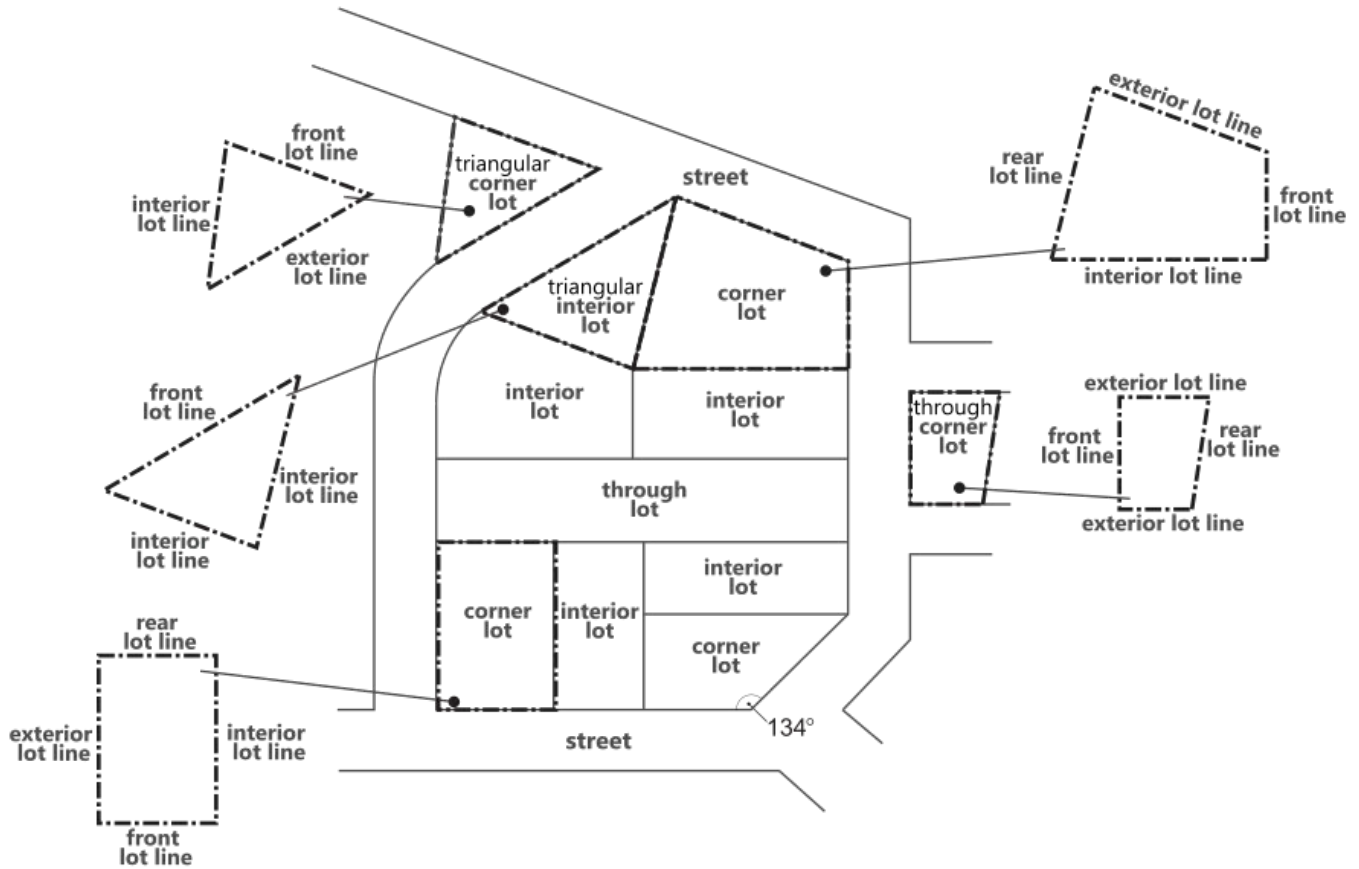 exterior lot line
front
lot line
triangular
corner
lot
rear
lot line
street
interior
lot line
front
lot line
exterior
lot line
interior lot line
triangular
interior
lot
corner
lot
front
lot line
interior
lot
interior
lot
exterior lot line
through
corner
lot
front
lot line
rear
lot line
interior
lot line
through
lot
exterior lot line
interior
lot line
interior
lot
corner
lot
interior
lot
rear
lot line
corner
lot
134°
exterior
lot line
interior
lot line
street
front
lot line